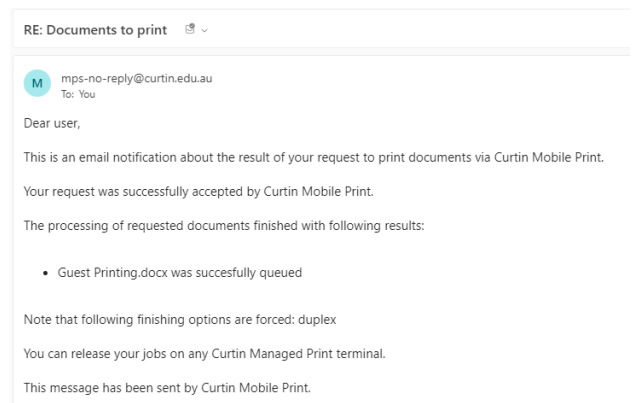 RE: Documents to print
M
mps-no-reply@curtin.edu.au
To: You
Dear user,
This is an email notification about the result of your request to print documents via Curtin Mobile Print.
Your request was successfully accepted by Curtin Mobile Print.
The processing of requested documents finished with following results:
• Guest Printing.docx was succesfully queued
Note that following finishing options are forced: duplex
You can release your jobs on any Curtin Managed Print terminal.
This message has been sent by Curtin Mobile Print.